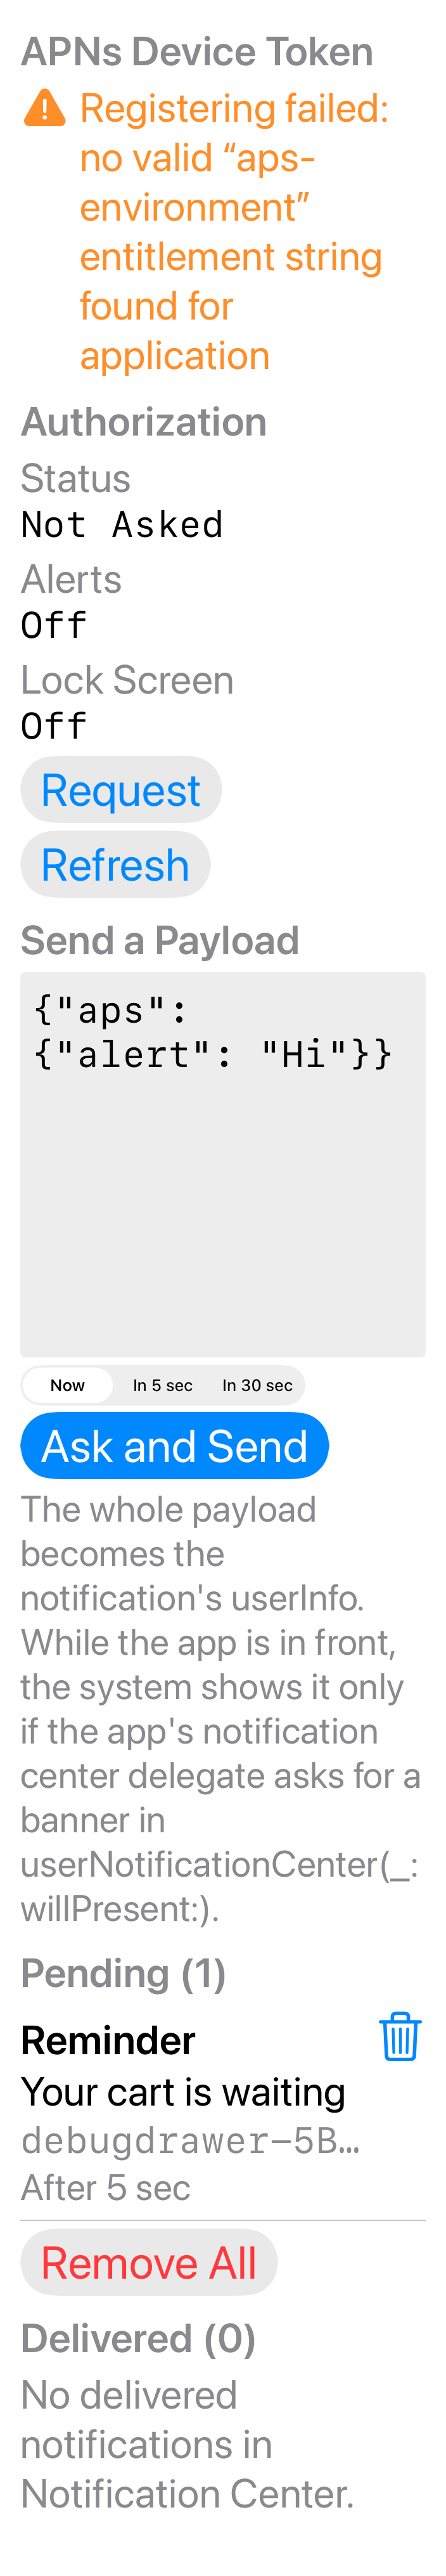 APNs Device Token
Registering failed:
no valid “aps-
environment”
entitlement string
found for
application
Authorization
Status
Not Asked
Alerts
Off
Lock Screen
Off
Request
Refresh
Send a Payload
{"aps":
{"alert": "Hi"}}
Now In 5 sec In 30 sec
Ask and Send
The whole payload
becomes the
notification's userInfo.
While the app is in front,
the system shows it only
if the app's notification
center delegate asks for a
banner in
userNotificationCenter(_:
willPresent:).
Pending (1)
Reminder
Your cart is waiting
debugdrawer-5B…
After 5 sec
Remove All
Delivered (0)
No delivered
notifications in
Notification Center.